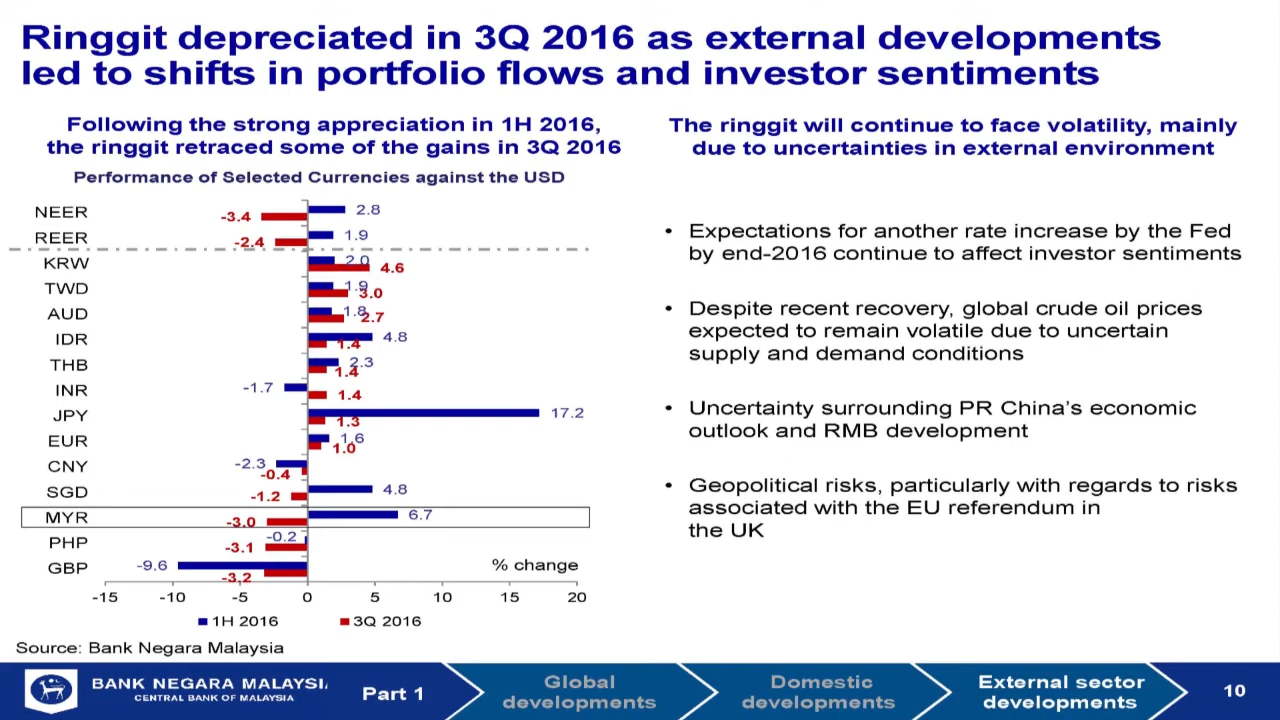 Ringgit depreciated in 3Q 2016 as external developments
led to shifts in portfolio flows and investor sentiments
Following the strong appreciation in 1H 2016,
the ringgit retraced some of the gains in 3Q 2016
Performance of Selected Currencies against the USD
NEER -3.4 2.8
REER -2.4 1.9
KRW 2.0 4.6
TWD 1.9 3.0
AUD 1.8 2.7
IDR 4.8 1.4
THB 2.3 1.4
INR -1.7 1.4
JPY 17.2 1.3
EUR 1.6 1.0
CNY -2.3 -0.4
SGD 4.8 -1.2
MYR 6.7 -3.0
PHP -0.2 -3.1
GBP -9.6 -3.2
% change
-15 -10 -5 0 5 10 15 20
1H 2016 3Q 2016
Source: Bank Negara Malaysia
The ringgit will continue to face volatility, mainly
due to uncertainties in external environment
• Expectations for another rate increase by the Fed
by end-2016 continue to affect investor sentiments
• Despite recent recovery, global crude oil prices
expected to remain volatile due to uncertain
supply and demand conditions
• Uncertainty surrounding PR China's economic
outlook and RMB development
• Geopolitical risks, particularly with regards to risks
associated with the EU referendum in
the UK
BANK NEGARA MALAYSI
CENTRAL BANK OF MALAYSIA
Part 1
Global
developments
Domestic
developments
External sector
developments
10